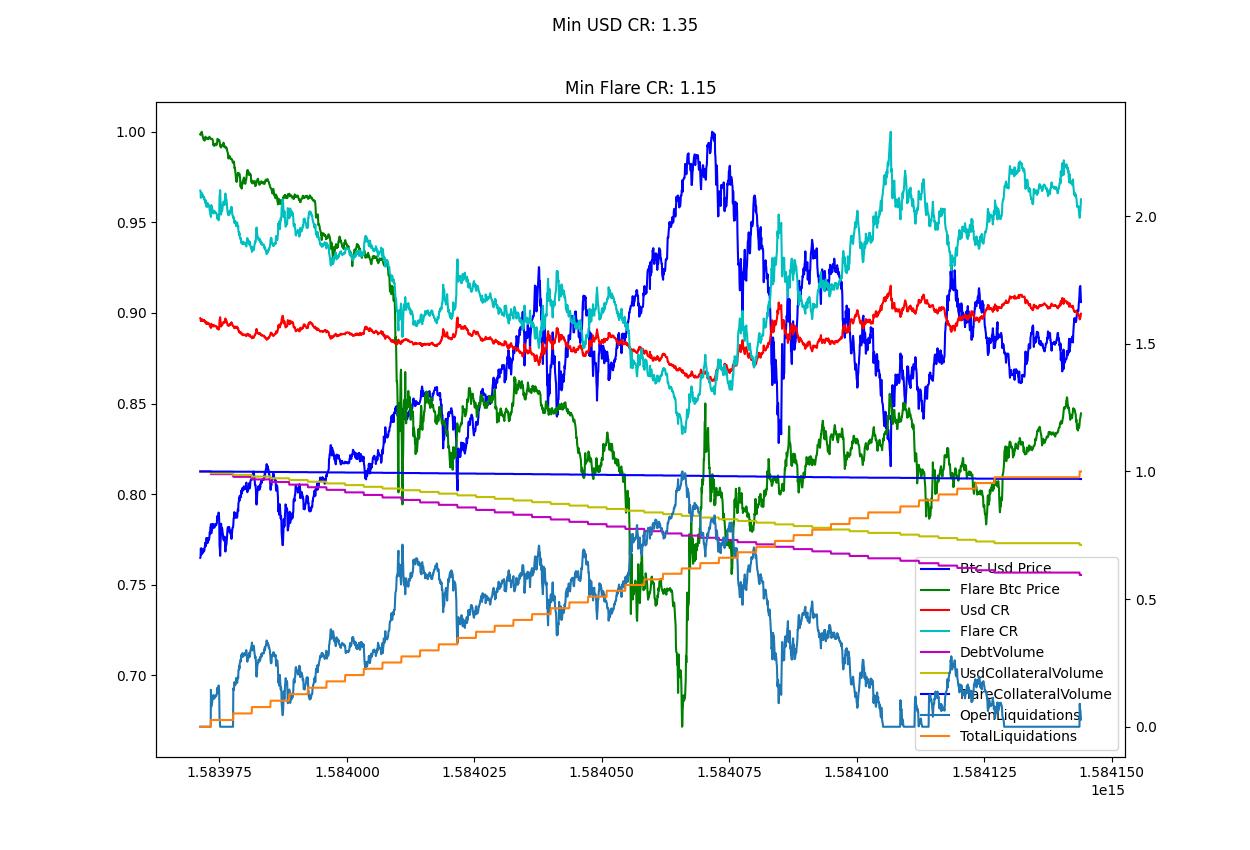 Min USD CR: 1.35
Min Flare CR: 1.15
1.00
0.95
0.90
0.85
0.80
0.75
0.70
2.0
1.5
1.0
0.5
0.0
Btc Usd Price
Flare Btc Price
Usd CR
Flare CR
DebtVolume
UsdCollateralVolume
FlareCollateralVolume
OpenLiquidations
TotalLiquidations
1.583975
1.584000
1.584025
1.584050
1.584075
1.584100
1.584125
1.584150
1e15